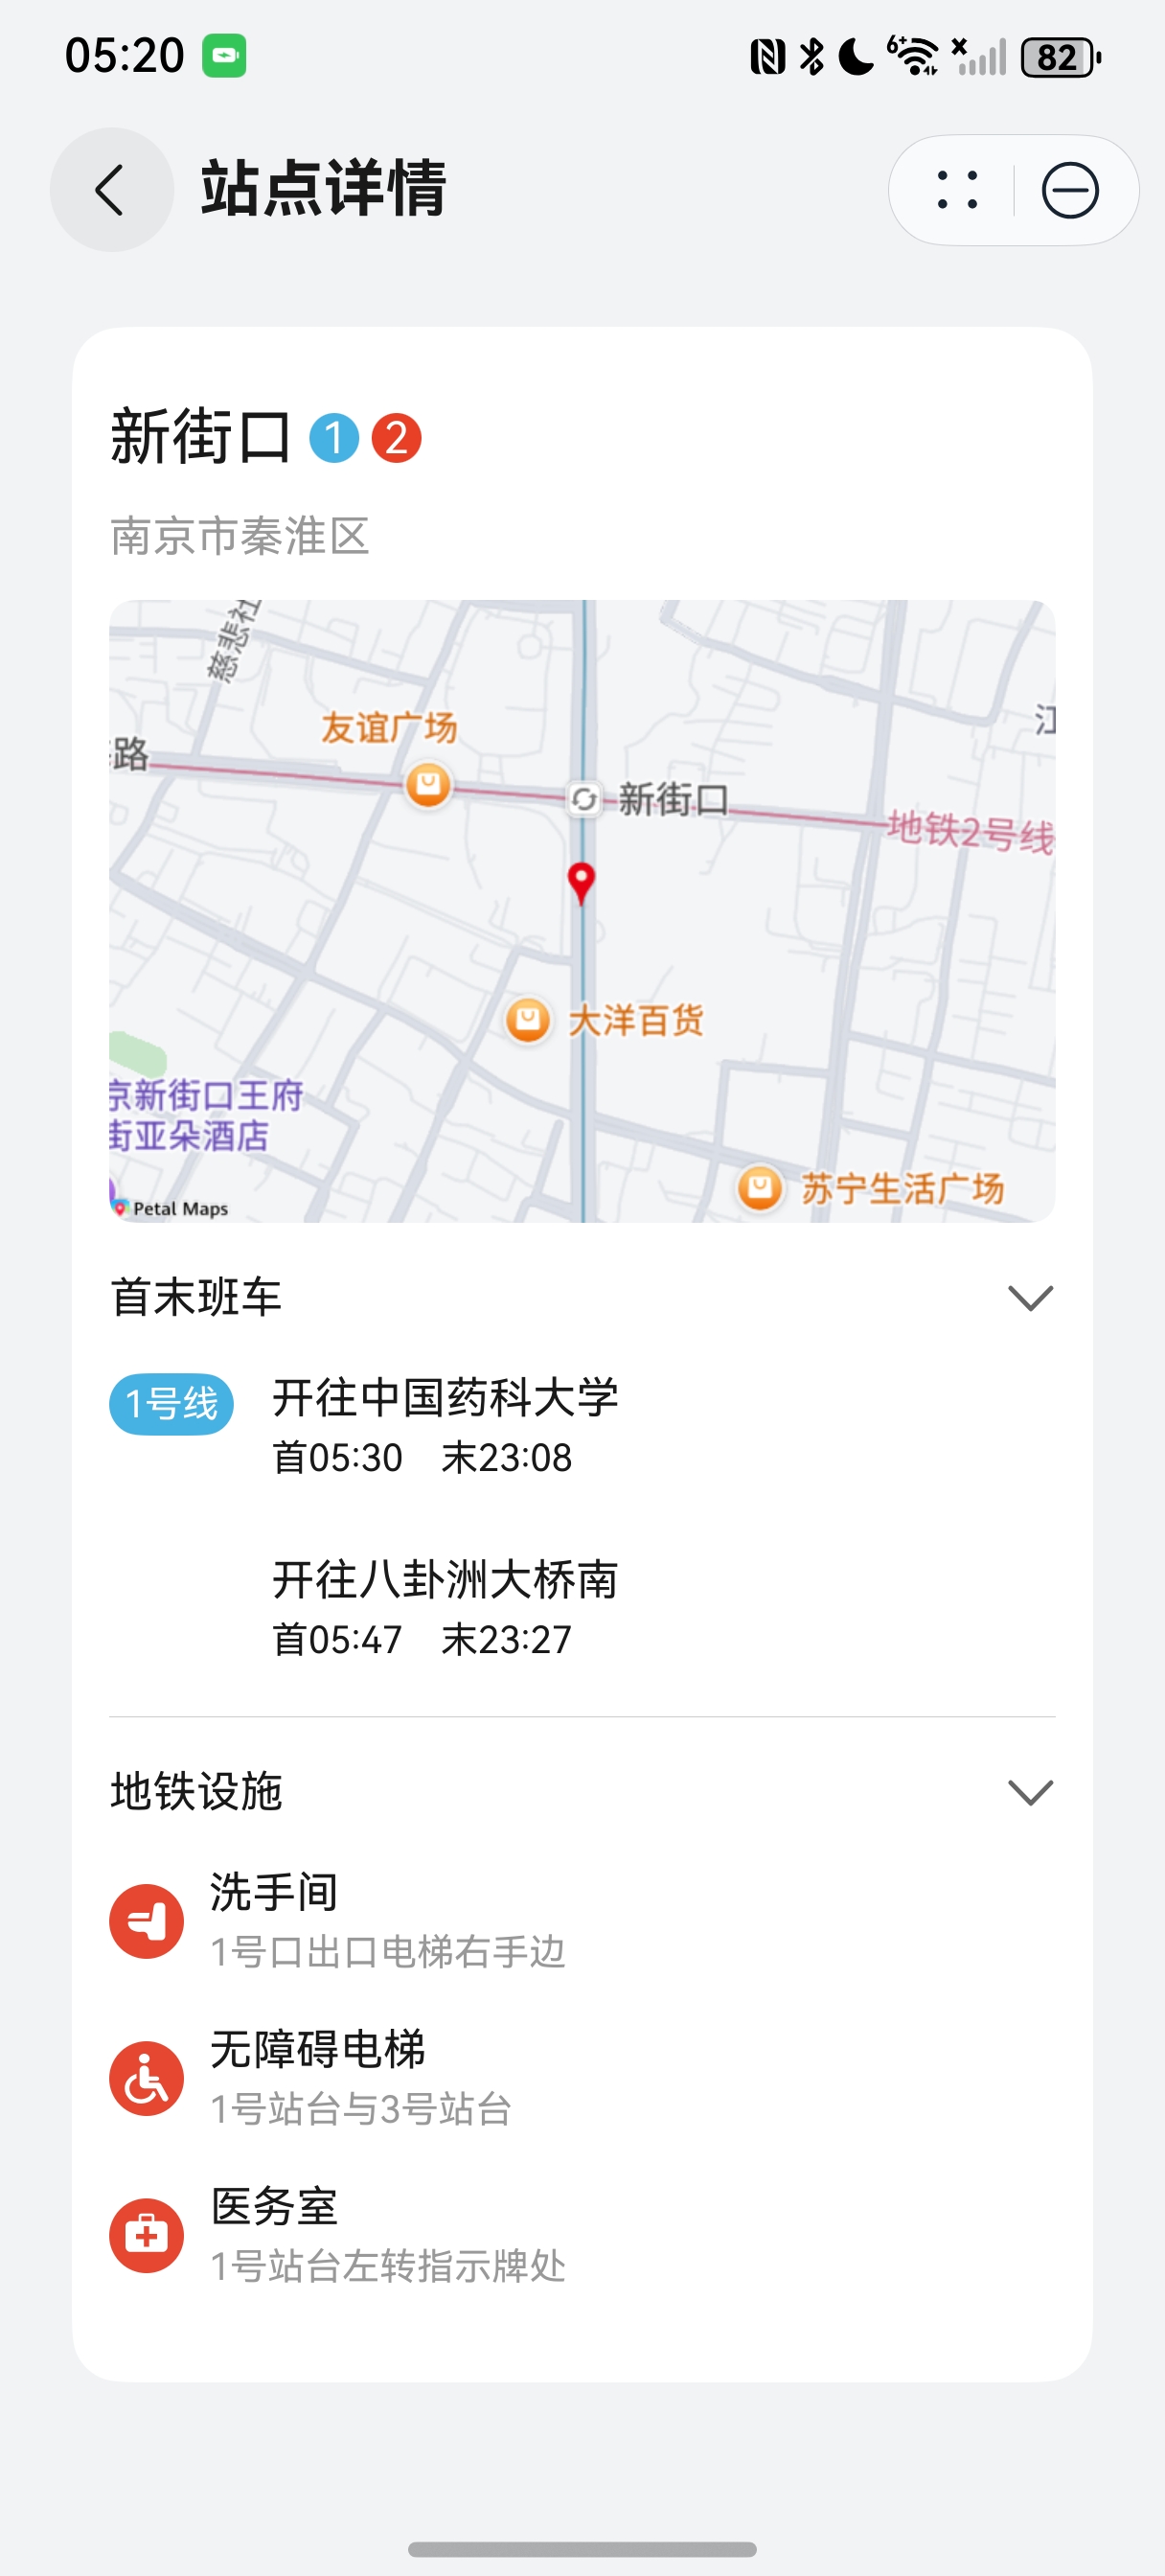 05:20
6+
82
站点详情
新街口 1 2
南京市秦淮区
慈悲社
友谊广场
路
新街口
江
地铁2号线
大洋百货
京新街口王府
街亚朵酒店
苏宁生活广场
Petal Maps
首末班车
1号线
开往中国药科大学
首05:30 末23:08
开往八卦洲大桥南
首05:47 末23:27
地铁设施
洗手间
1号口出口电梯右手边
无障碍电梯
1号站台与3号站台
医务室
1号站台左转指示牌处